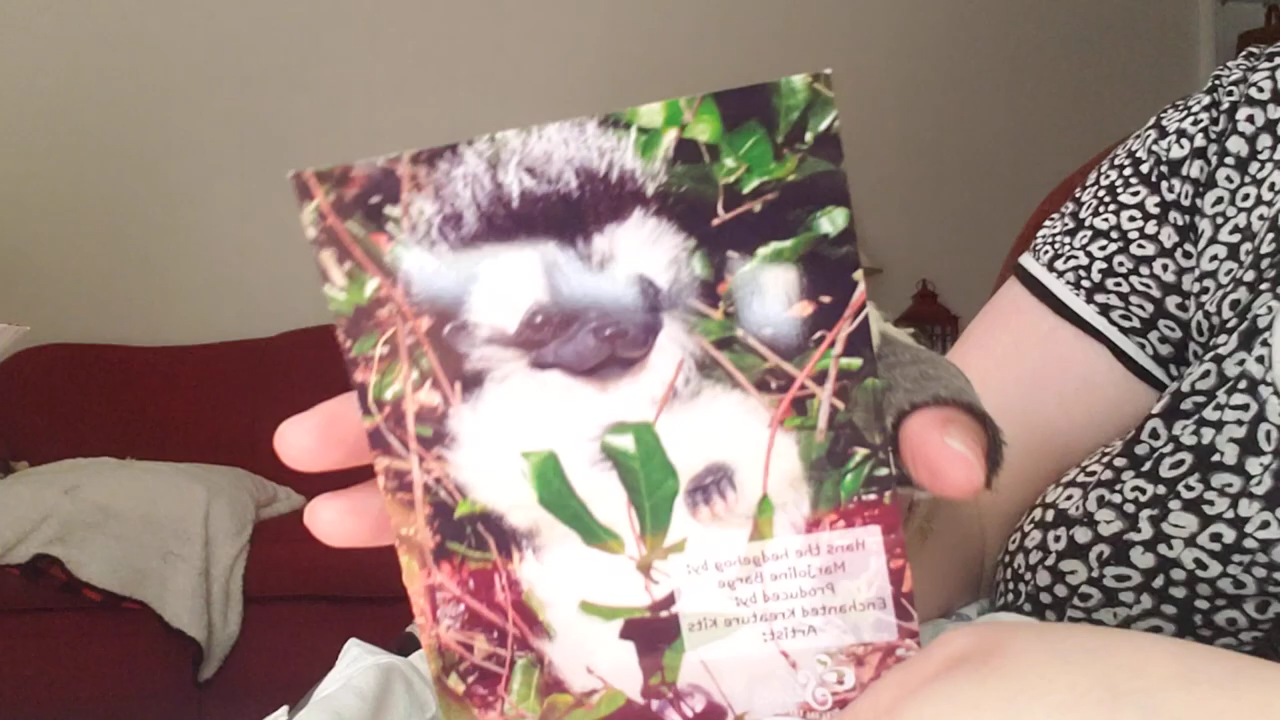 Hans the hedgehog by:
Marjoline Barge
Produced by:
Enchanted Kreature Kits
Artist: